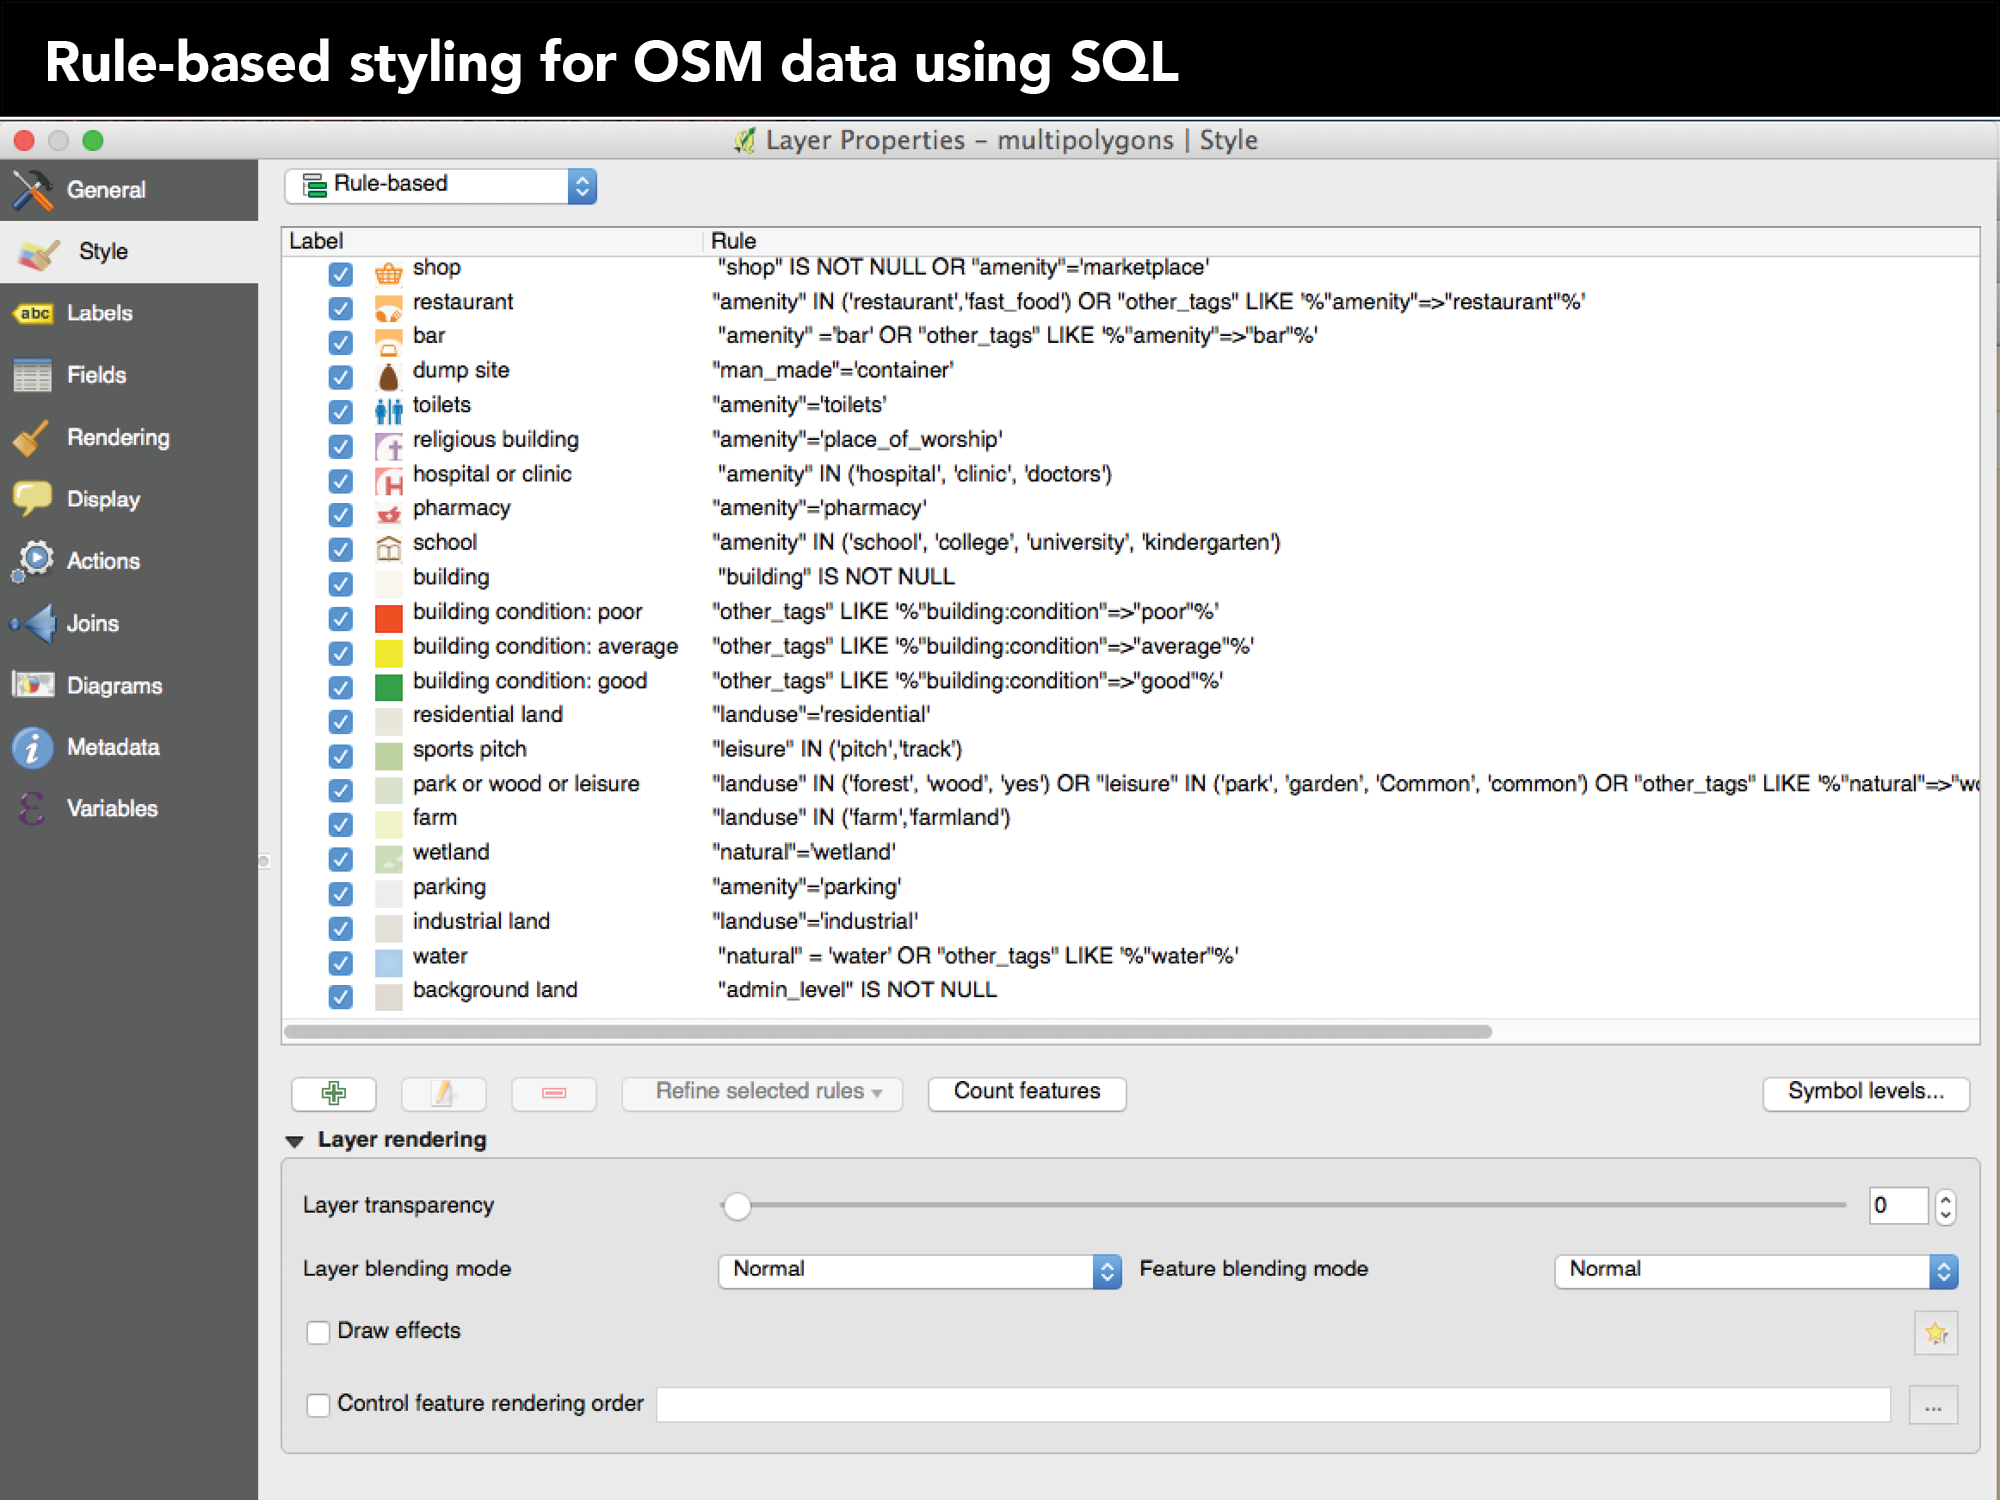 Rule-based styling for OSM data using SQL
Layer Properties – multipolygons | Style
General
Style
abc Labels
Fields
Rendering
Display
Actions
Joins
Diagrams
Metadata
Variables
Rule-based
Label Rule
shop "shop" IS NOT NULL OR "amenity"='marketplace'
restaurant "amenity" IN ('restaurant','fast_food') OR "other_tags" LIKE '%"amenity"=>"restaurant"%'
bar "amenity" ='bar' OR "other_tags" LIKE '%"amenity"=>"bar"%'
dump site "man_made"='container'
toilets "amenity"='toilets'
religious building "amenity"='place_of_worship'
hospital or clinic "amenity" IN ('hospital', 'clinic', 'doctors')
pharmacy "amenity"='pharmacy'
school "amenity" IN ('school', 'college', 'university', 'kindergarten')
building "building" IS NOT NULL
building condition: poor "other_tags" LIKE '%"building:condition"=>"poor"%'
building condition: average "other_tags" LIKE '%"building:condition"=>"average"%'
building condition: good "other_tags" LIKE '%"building:condition"=>"good"%'
residential land "landuse"='residential'
sports pitch "leisure" IN ('pitch','track')
park or wood or leisure "landuse" IN ('forest', 'wood', 'yes') OR "leisure" IN ('park', 'garden', 'Common', 'common') OR "other_tags" LIKE '%"natural"=>"wo
farm "landuse" IN ('farm','farmland')
wetland "natural"='wetland'
parking "amenity"='parking'
industrial land "landuse"='industrial'
water "natural" = 'water' OR "other_tags" LIKE '%"water"%'
background land "admin_level" IS NOT NULL
Refine selected rules Count features Symbol levels...
Layer rendering
Layer transparency 0
Layer blending mode Normal Feature blending mode Normal
Draw effects
Control feature rendering order ...